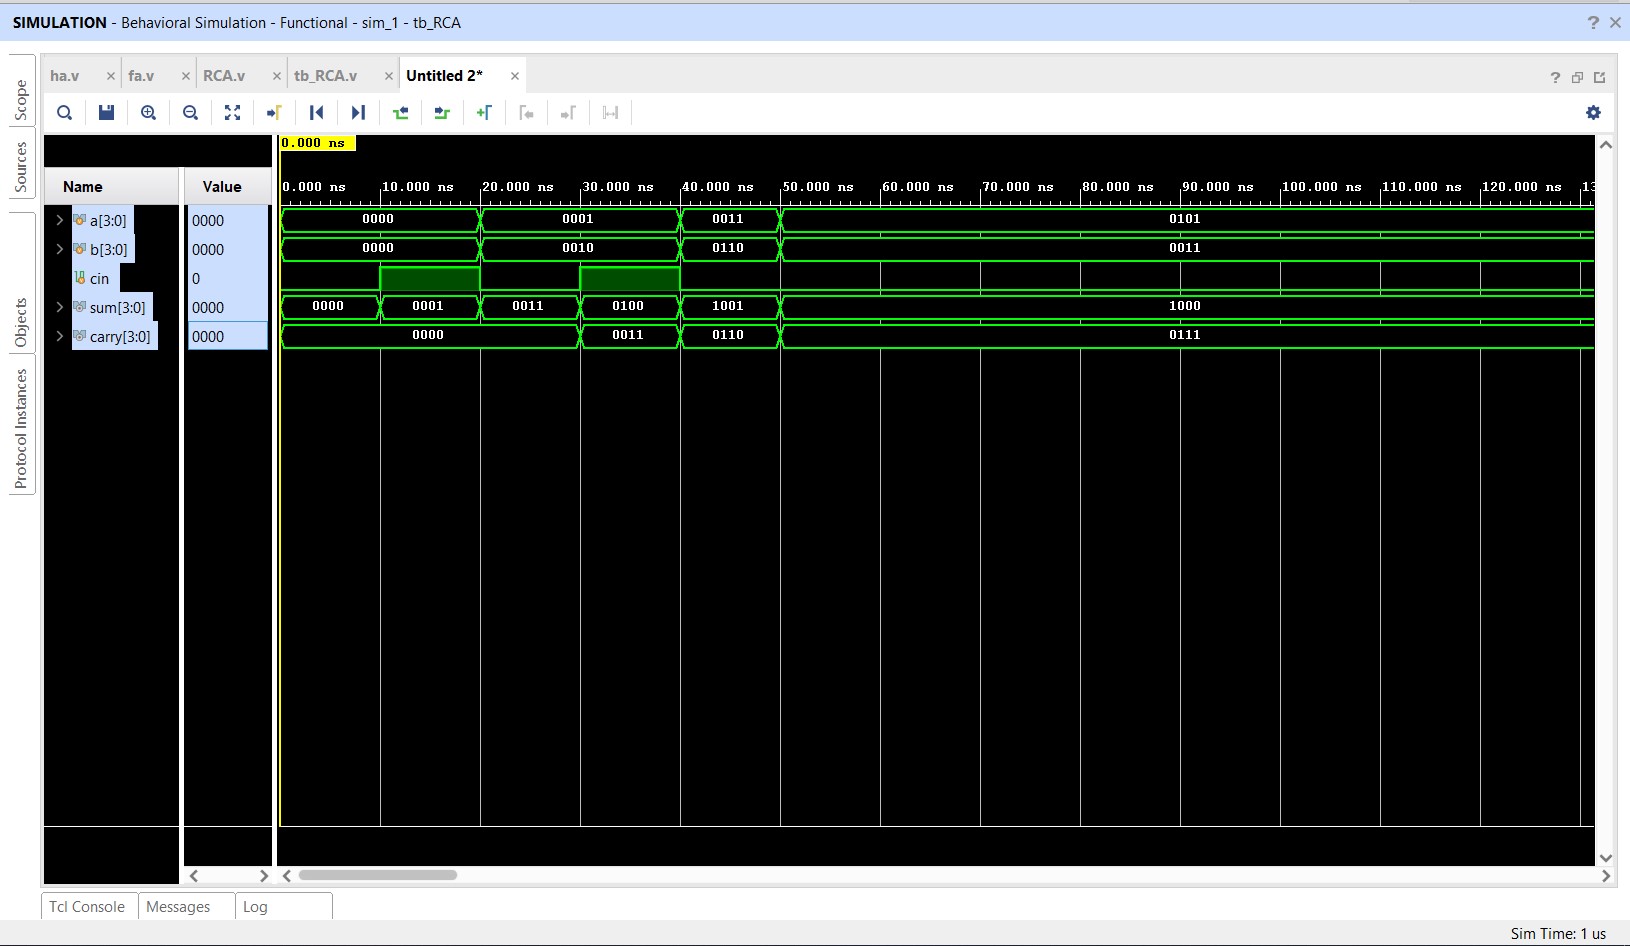 SIMULATION - Behavioral Simulation - Functional - sim_1 - tb_RCA
ha.v fa.v RCA.v tb_RCA.v Untitled 2*
Scope
Sources
Objects
Protocol Instances
0.000 ns
Name Value 0.000 ns 10.000 ns 20.000 ns 30.000 ns 40.000 ns 50.000 ns 60.000 ns 70.000 ns 80.000 ns 90.000 ns 100.000 ns 110.000 ns 120.000 ns 13
a[3:0] 0000 0000 0001 0011 0101
b[3:0] 0000 0000 0010 0110 0011
cin 0
sum[3:0] 0000 0000 0001 0011 0100 1001 1000
carry[3:0] 0000 0000 0011 0110 0111
Tcl Console Messages Log
Sim Time: 1 us